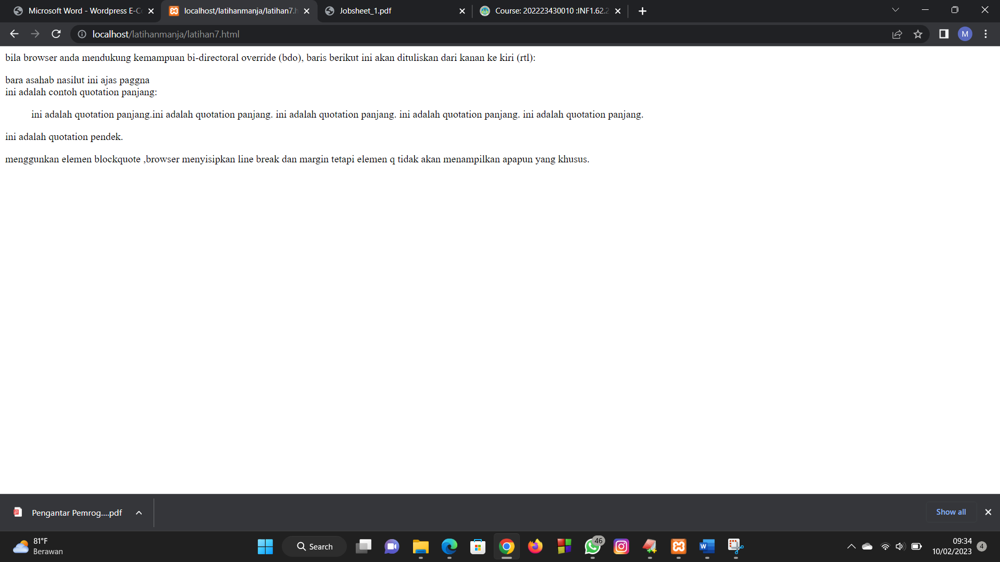 Microsoft Word - Wordpress E-C
localhost/latihanmanja/latihan7.h
Jobsheet_1.pdf
Course: 202223430010 :INF1.62.2
localhost/latihanmanja/latihan7.html
M
bila browser anda mendukung kemampuan bi-directoral override (bdo), baris berikut ini akan dituliskan dari kanan ke kiri (rtl):
bara asahab nasilut ini ajas paggna
ini adalah contoh quotation panjang:
ini adalah quotation panjang.ini adalah quotation panjang. ini adalah quotation panjang. ini adalah quotation panjang. ini adalah quotation panjang.
ini adalah quotation pendek.
menggunkan elemen blockquote ,browser menyisipkan line break dan margin tetapi elemen q tidak akan menampilkan apapun yang khusus.
Pengantar Pemrog....pdf
Show all
81°F
Berawan
Search
46
09:34
10/02/2023
4